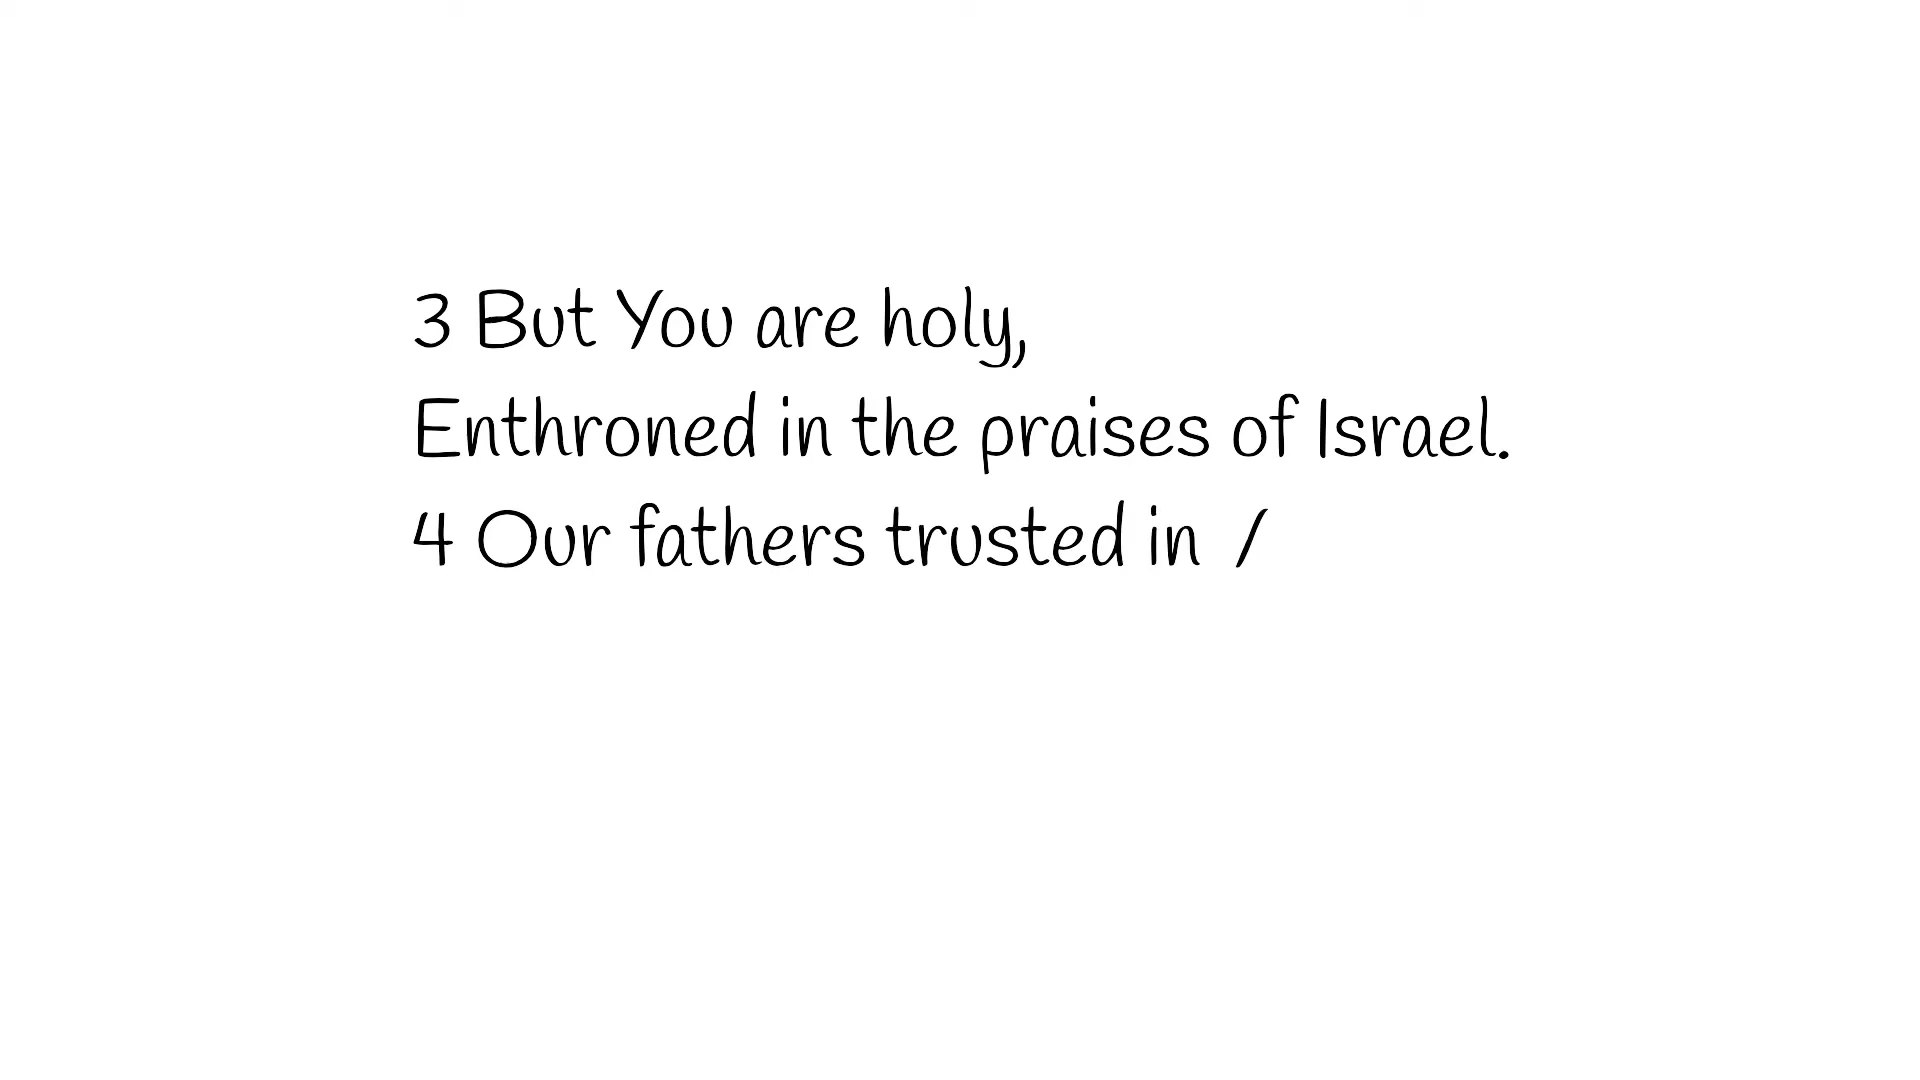 3 But You are holy,
Enthroned in the praises of Israel.
4 Our fathers trusted in /